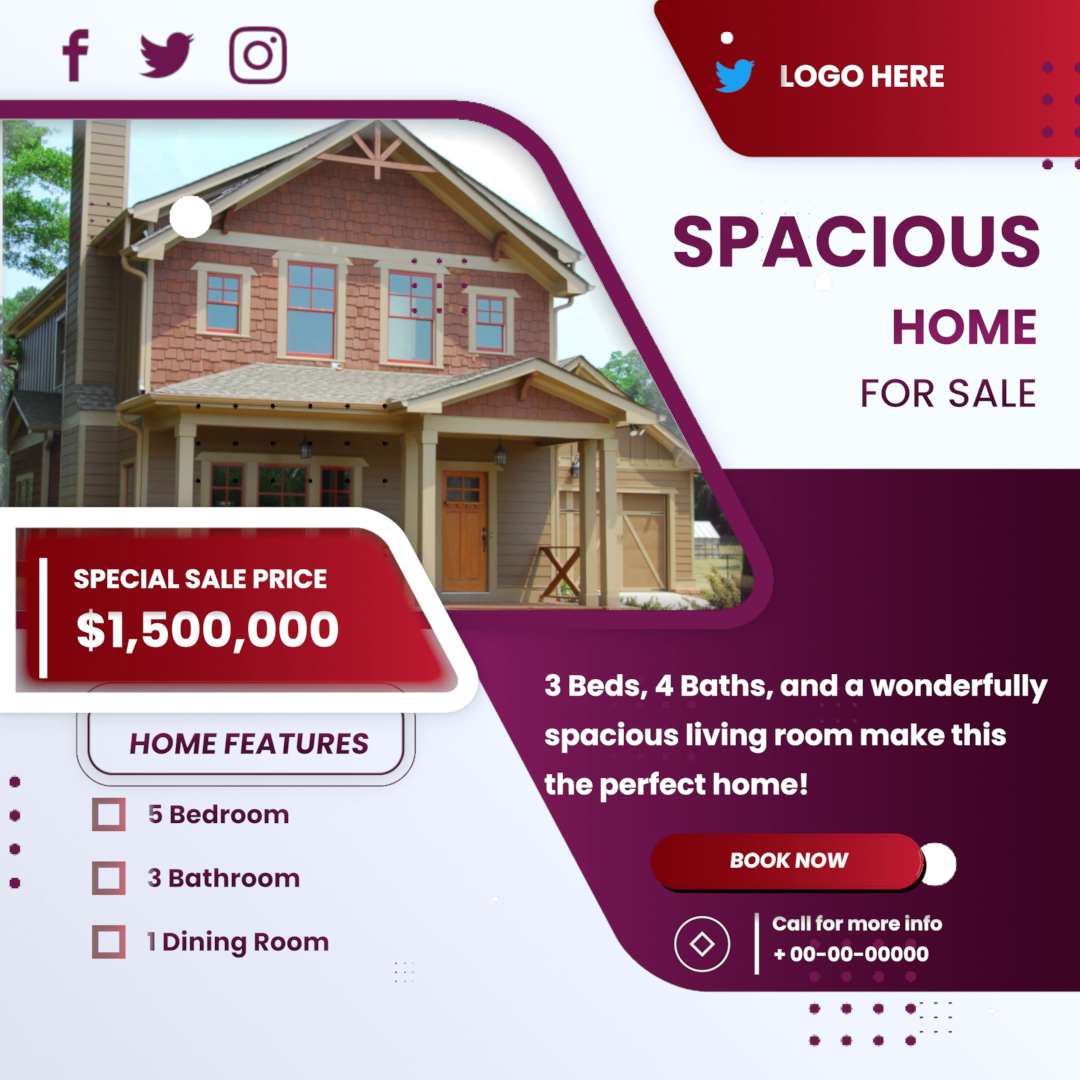 LOGO HERE
SPACIOUS
HOME
FOR SALE
SPECIAL SALE PRICE
$1,500,000
3 Beds, 4 Baths, and a wonderfully
spacious living room make this
the perfect home!
HOME FEATURES
5 Bedroom
3 Bathroom
1 Dining Room
BOOK NOW
Call for more info
+ 00-00-00000